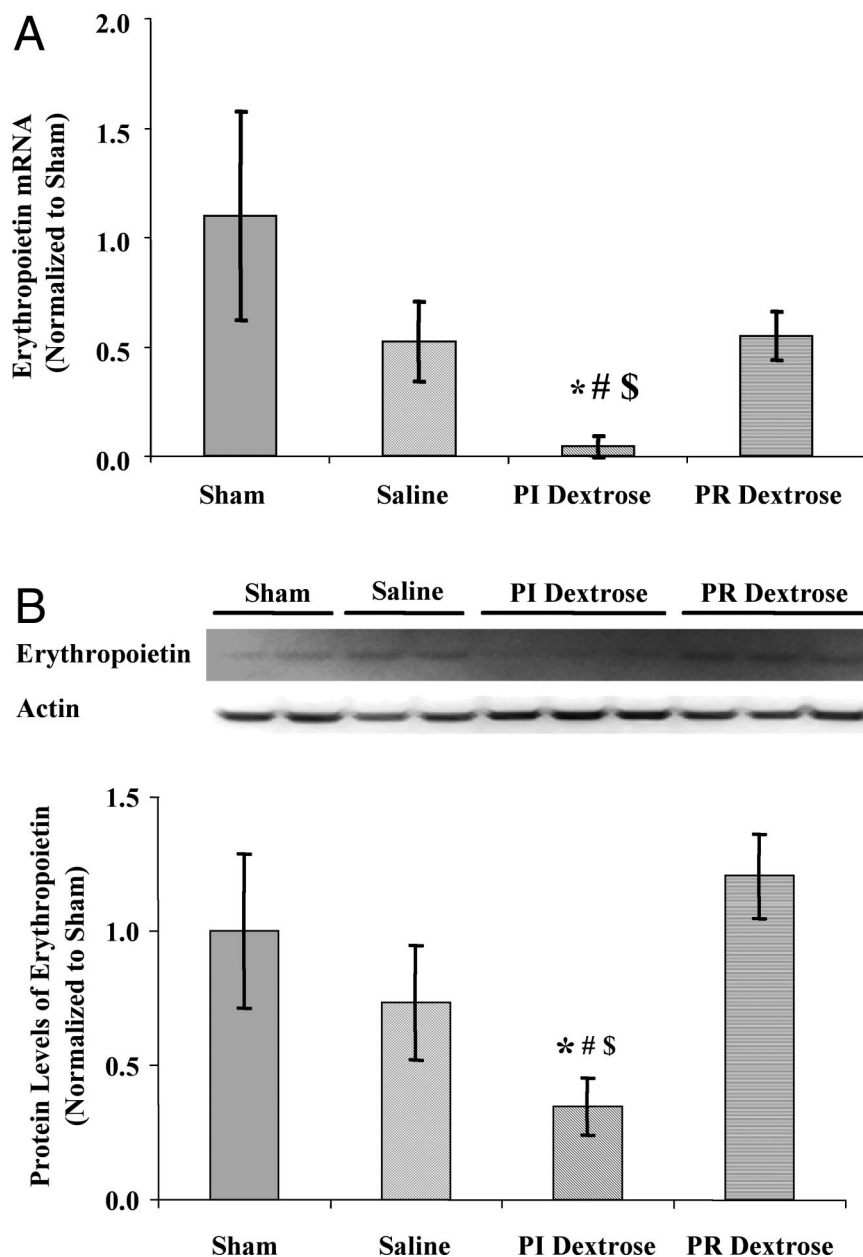 A
Erythropoietin mRNA
(Normalized to Sham)
2.0
1.5
1.0
0.5
0.0
* # $
Sham Saline PI Dextrose PR Dextrose
B
Sham Saline PI Dextrose PR Dextrose
Erythropoietin
Actin
Protein Levels of Erythropoietin
(Normalized to Sham)
1.5
1.0
0.5
0.0
* # $
Sham Saline PI Dextrose PR Dextrose